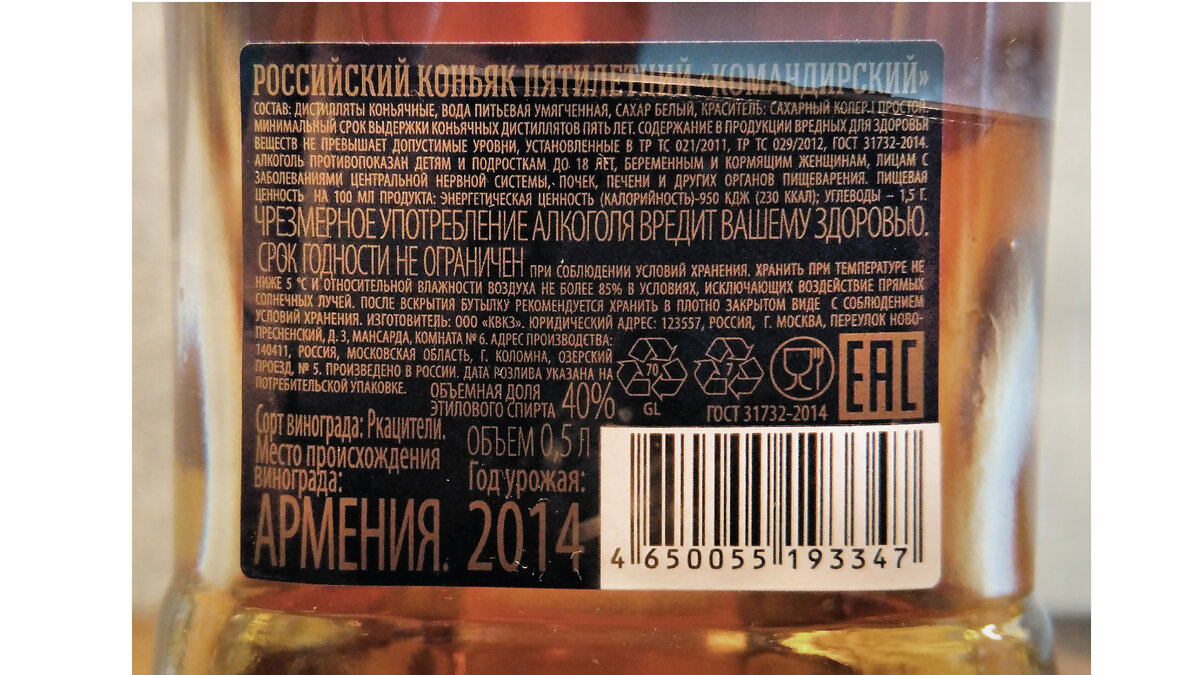 РОССИЙСКИЙ КОНЬЯК ПЯТИЛЕТНИЙ «КОМАНДИРСКИЙ»
СОСТАВ: ДИСТИЛЛЯТЫ КОНЬЯЧНЫЕ, ВОДА ПИТЬЕВАЯ УМЯГЧЕННАЯ, САХАР БЕЛЫЙ, КРАСИТЕЛЬ: САХАРНЫЙ КОЛЕР I ПРОСТОЙ.
МИНИМАЛЬНЫЙ СРОК ВЫДЕРЖКИ КОНЬЯЧНЫХ ДИСТИЛЛЯТОВ ПЯТЬ ЛЕТ. СОДЕРЖАНИЕ В ПРОДУКЦИИ ВРЕДНЫХ ДЛЯ ЗДОРОВЬЯ
ВЕЩЕСТВ НЕ ПРЕВЫШАЕТ ДОПУСТИМЫЕ УРОВНИ, УСТАНОВЛЕННЫЕ В ТР ТС 021/2011, ТР ТС 029/2012, ГОСТ 31732-2014.
АЛКОГОЛЬ ПРОТИВОПОКАЗАН ДЕТЯМ И ПОДРОСТКАМ ДО 18 ЛЕТ, БЕРЕМЕННЫМ И КОРМЯЩИМ ЖЕНЩИНАМ, ЛИЦАМ С
ЗАБОЛЕВАНИЯМИ ЦЕНТРАЛЬНОЙ НЕРВНОЙ СИСТЕМЫ, ПОЧЕК, ПЕЧЕНИ И ДРУГИХ ОРГАНОВ ПИЩЕВАРЕНИЯ. ПИЩЕВАЯ
ЦЕННОСТЬ НА 100 МЛ ПРОДУКТА: ЭНЕРГЕТИЧЕСКАЯ ЦЕННОСТЬ (КАЛОРИЙНОСТЬ)-950 КДЖ (230 ККАЛ); УГЛЕВОДЫ – 1,5 Г.
ЧРЕЗМЕРНОЕ УПОТРЕБЛЕНИЕ АЛКОГОЛЯ ВРЕДИТ ВАШЕМУ ЗДОРОВЬЮ.
СРОК ГОДНОСТИ НЕ ОГРАНИЧЕН ПРИ СОБЛЮДЕНИИ УСЛОВИЙ ХРАНЕНИЯ. ХРАНИТЬ ПРИ ТЕМПЕРАТУРЕ НЕ
НИЖЕ 5 °С И ОТНОСИТЕЛЬНОЙ ВЛАЖНОСТИ ВОЗДУХА НЕ БОЛЕЕ 85% В УСЛОВИЯХ, ИСКЛЮЧАЮЩИХ ВОЗДЕЙСТВИЕ ПРЯМЫХ
СОЛНЕЧНЫХ ЛУЧЕЙ. ПОСЛЕ ВСКРЫТИЯ БУТЫЛКУ РЕКОМЕНДУЕТСЯ ХРАНИТЬ В ПЛОТНО ЗАКРЫТОМ ВИДЕ С СОБЛЮДЕНИЕМ
УСЛОВИЙ ХРАНЕНИЯ. ИЗГОТОВИТЕЛЬ: ООО «КВКЗ». ЮРИДИЧЕСКИЙ АДРЕС: 123557, РОССИЯ, Г. МОСКВА, ПЕРЕУЛОК НОВО-
ПРЕСНЕНСКИЙ, Д. 3, МАНСАРДА, КОМНАТА № 6. АДРЕС ПРОИЗВОДСТВА:
140411, РОССИЯ, МОСКОВСКАЯ ОБЛАСТЬ, Г. КОЛОМНА, ОЗЕРСКИЙ
ПРОЕЗД, № 5. ПРОИЗВЕДЕНО В РОССИИ. ДАТА РОЗЛИВА УКАЗАНА НА
ПОТРЕБИТЕЛЬСКОЙ УПАКОВКЕ.
ОБЪЕМНАЯ ДОЛЯ
ЭТИЛОВОГО СПИРТА 40%
70
GL
7
ГОСТ 31732-2014
ЕАС
Сорт винограда: Ркацители.
Место происхождения
винограда:
АРМЕНИЯ.
ОБЪЕМ 0,5 Л
Год урожая:
2014
4 650055 193347